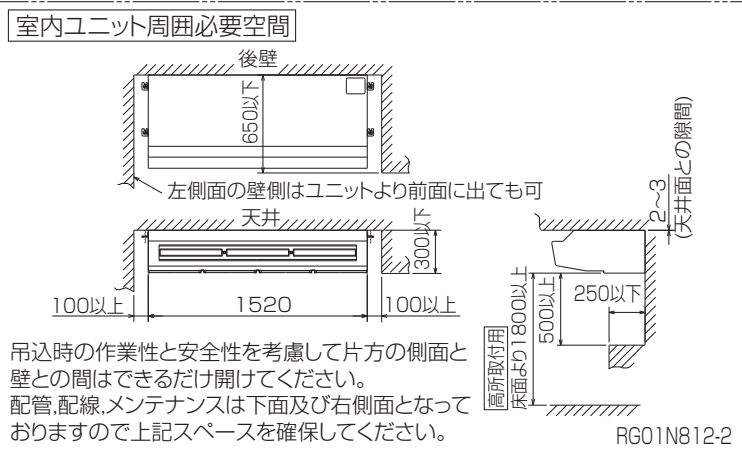 室内ユニット周囲必要空間
後壁
650以下
左側面の壁側はユニットより前面に出ても可
天井
300以下
100以上
1520
100以上
2〜3
(天井面との隙間)
250以下
500以上
高所取付用
床面より1800以上
吊込時の作業性と安全性を考慮して片方の側面と
壁との間はできるだけ開けてください。
配管,配線,メンテナンスは下面及び右側面となって
おりますので上記スペースを確保してください。
RG01N812-2